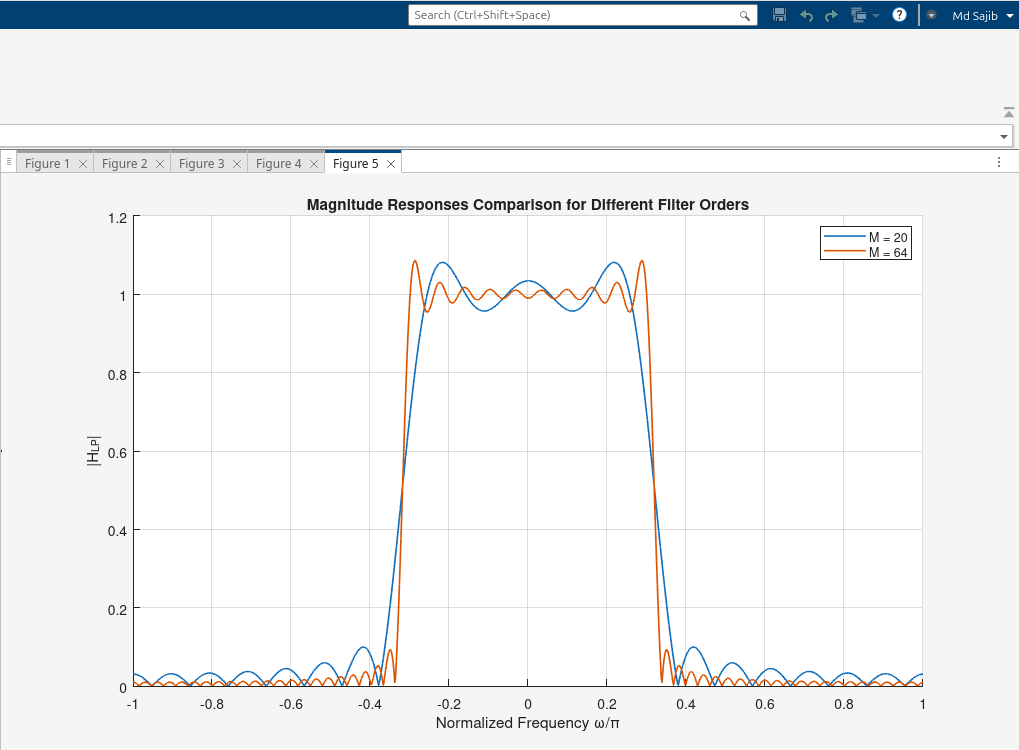 Search (Ctrl+Shift+Space)
Md Sajib
Figure 1
Figure 2
Figure 3
Figure 4
Figure 5
Magnitude Responses Comparison for Different Filter Orders
M = 20
M = 64
1.2
1
0.8
0.6
0.4
0.2
0
|H_LP|
-1 -0.8 -0.6 -0.4 -0.2 0 0.2 0.4 0.6 0.8 1
Normalized Frequency ω/π